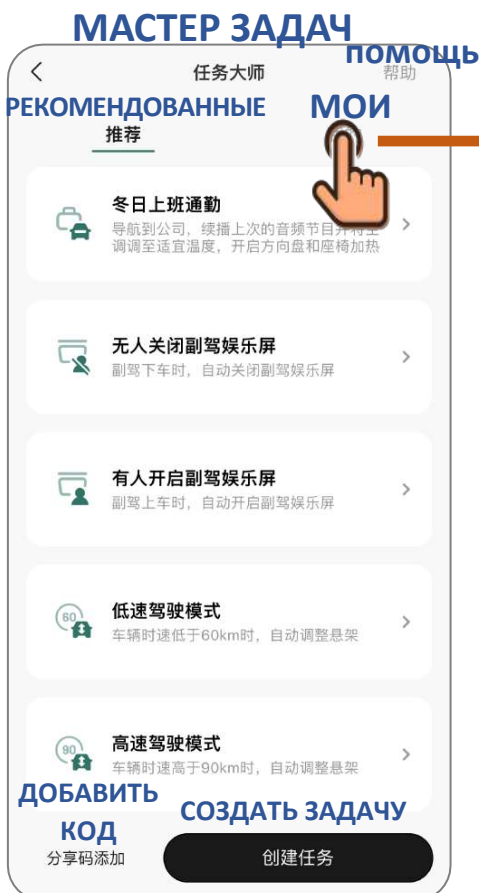 МАСТЕР ЗАДАЧ
任务大师
помощь
帮助
РЕКОМЕНДОВАННЫЕ
МОИ
推荐
冬日上班通勤
导航到公司，续播上次的音频节目并将空
调调至适宜温度，开启方向盘和座椅加热
无人关闭副驾娱乐屏
副驾下车时，自动关闭副驾娱乐屏
有人开启副驾娱乐屏
副驾上车时，自动开启副驾娱乐屏
60
低速驾驶模式
车辆时速低于60km时，自动调整悬架
90
高速驾驶模式
车辆时速高于90km时，自动调整悬架
ДОБАВИТЬ
КОД
СОЗДАТЬ ЗАДАЧУ
分享码添加
创建任务